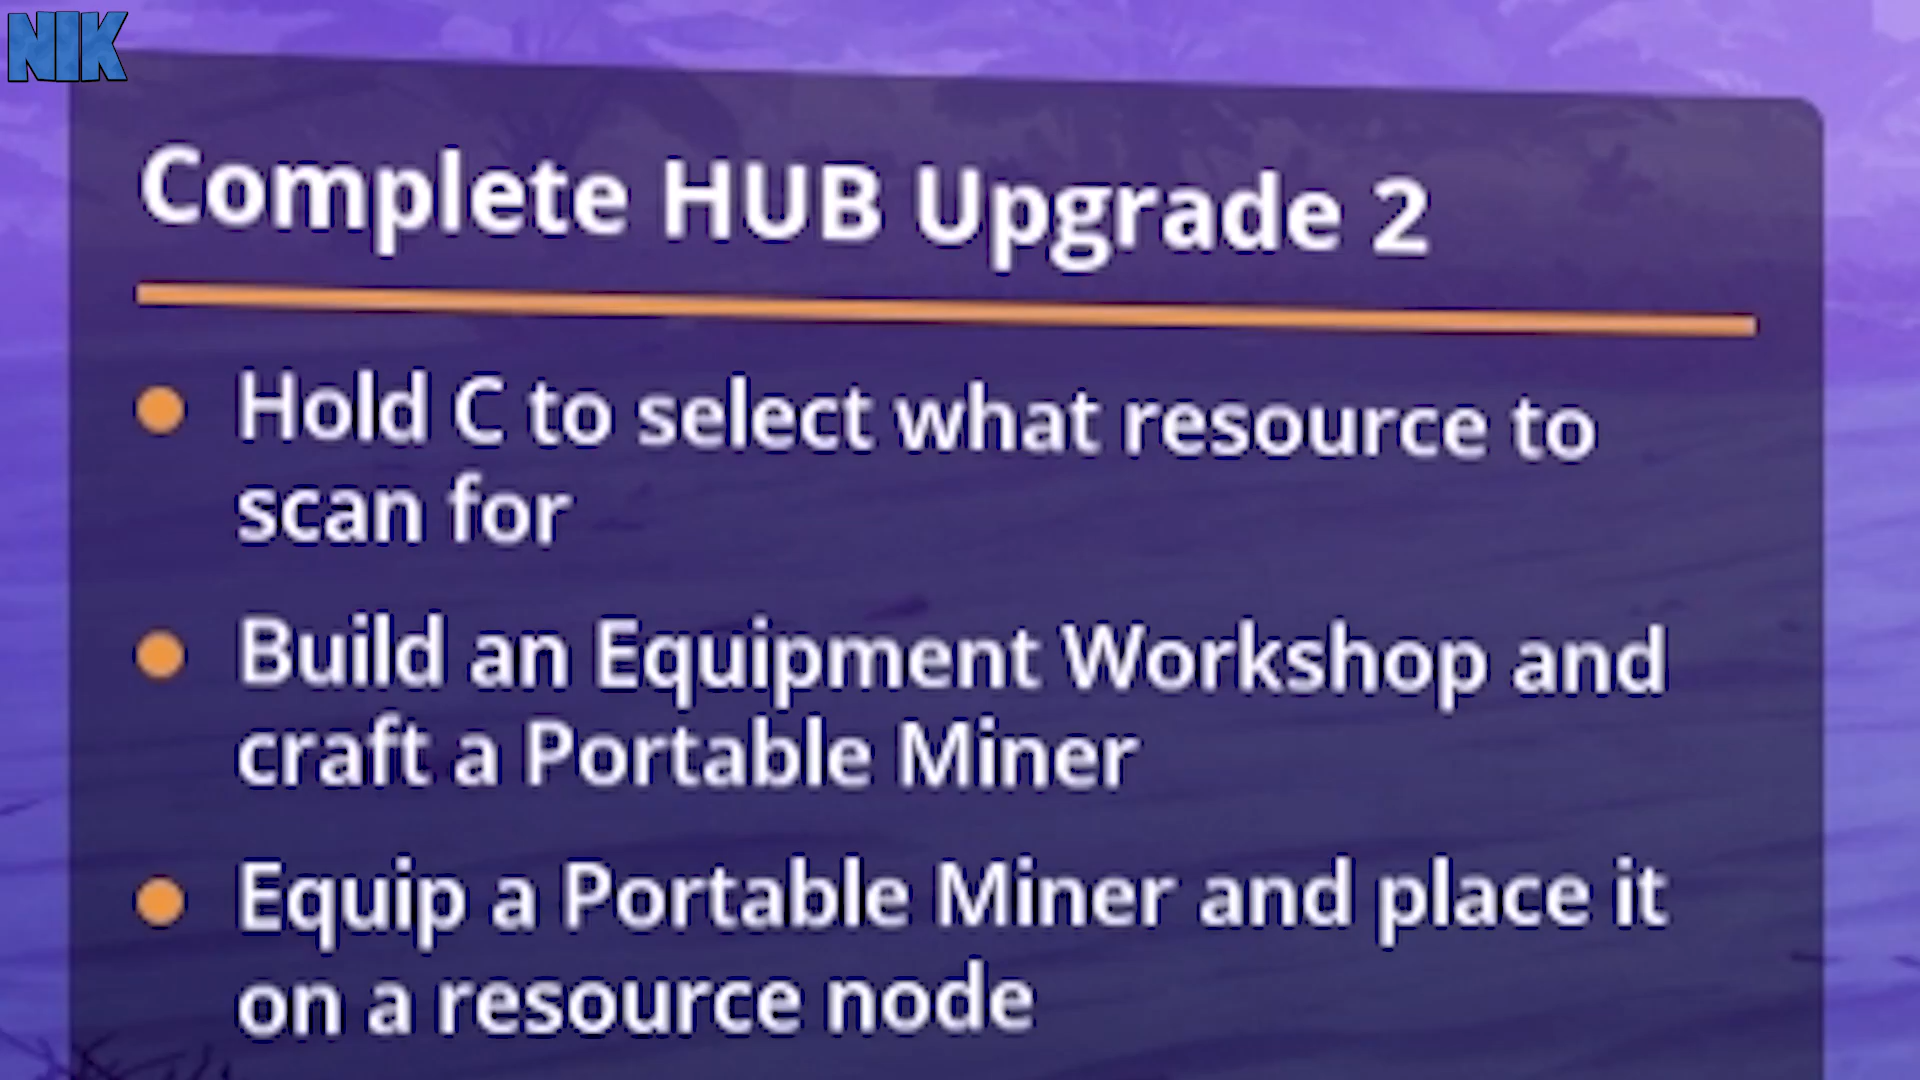 NIK
Complete HUB Upgrade 2
Hold C to select what resource to
scan for
Build an Equipment Workshop and
craft a Portable Miner
Equip a Portable Miner and place it
on a resource node